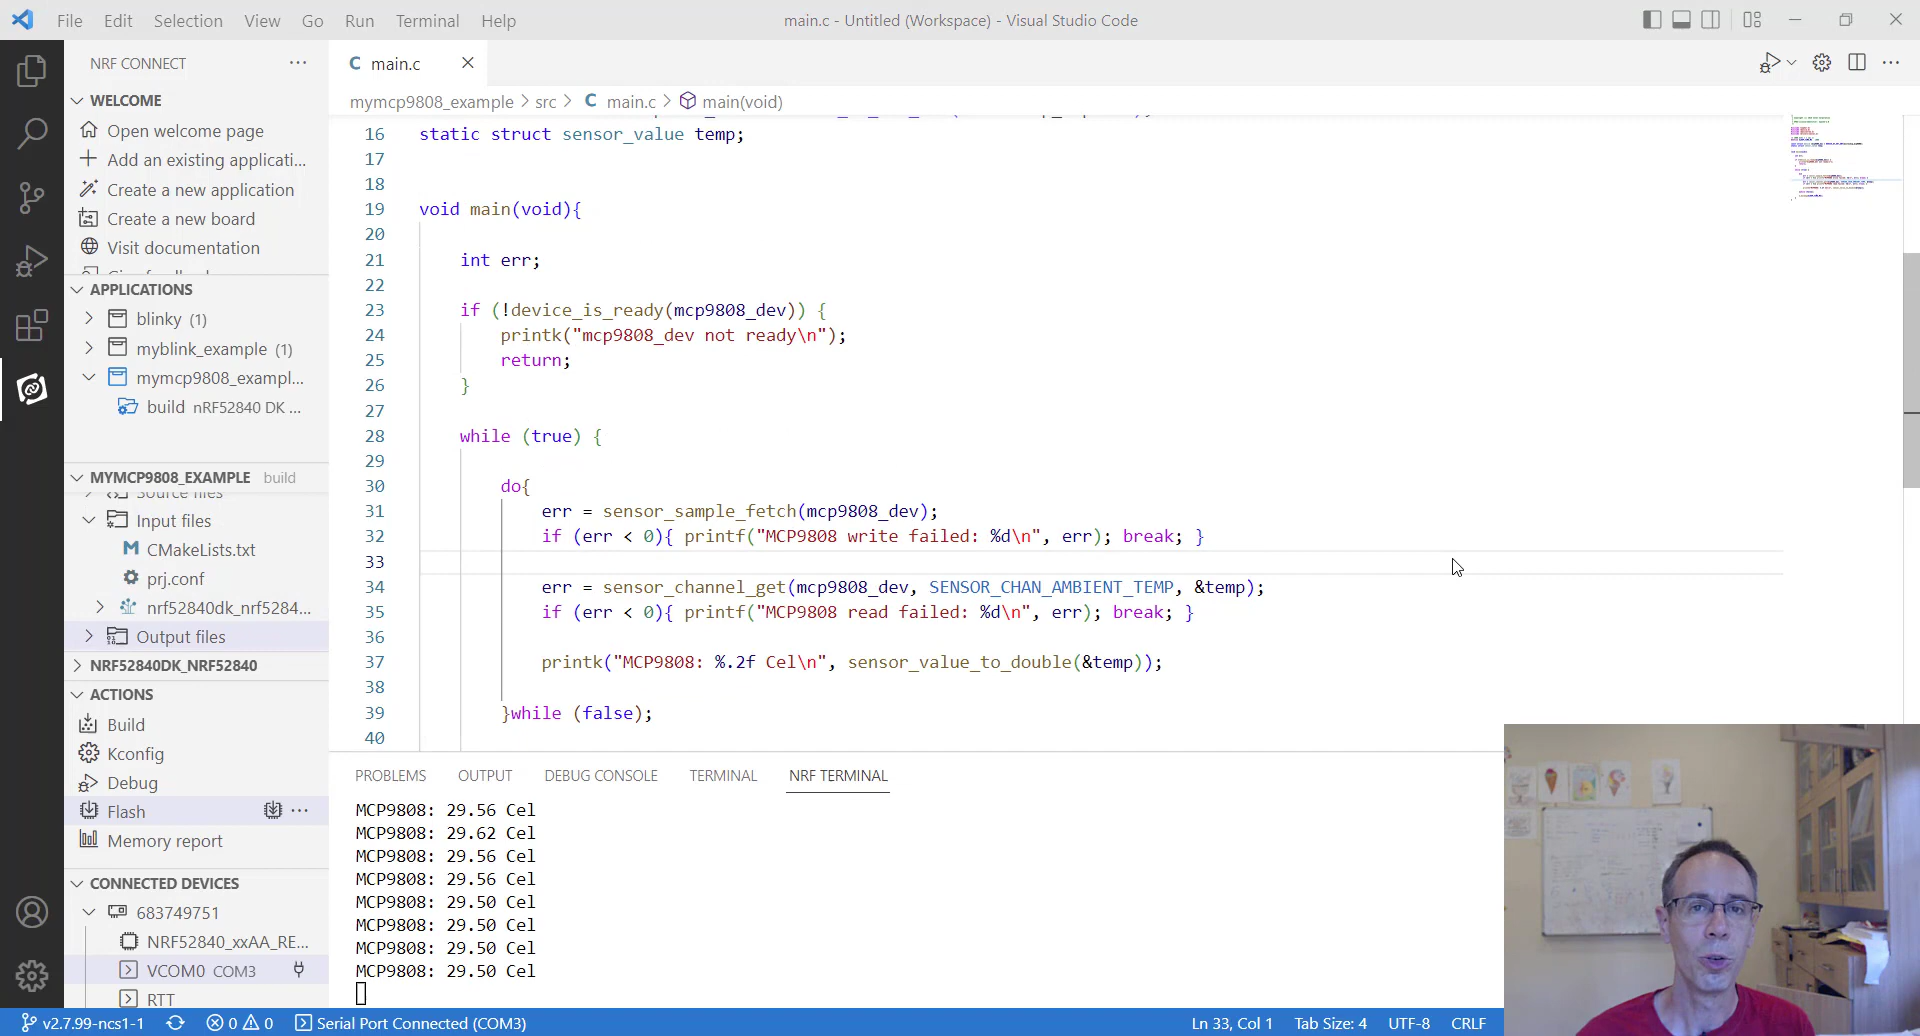 File Edit Selection View Go Run Terminal Help
main.c - Untitled (Workspace) - Visual Studio Code
NRF CONNECT
WELCOME
Open welcome page
Add an existing applicati...
Create a new application
Create a new board
Visit documentation
APPLICATIONS
blinky (1)
myblink_example (1)
mymcp9808_exampl...
build nRF52840 DK ...
MYMCP9808_EXAMPLE build
Source files
Input files
CMakeLists.txt
prj.conf
nrf52840dk_nrf5284...
Output files
NRF52840DK_NRF52840
ACTIONS
Build
Kconfig
Debug
Flash
Memory report
CONNECTED DEVICES
683749751
NRF52840_xxAA_RE...
VCOM0 COM3
RTT
C main.c
mymcp9808_example > src > C main.c > main(void)
16 static struct sensor_value temp;
17
18
19 void main(void){
20
21 int err;
22
23 if (!device_is_ready(mcp9808_dev)) {
24 printk("mcp9808_dev not ready\n");
25 return;
26 }
27
28 while (true) {
29
30 do{
31 err = sensor_sample_fetch(mcp9808_dev);
32 if (err < 0){ printf("MCP9808 write failed: %d\n", err); break; }
33
34 err = sensor_channel_get(mcp9808_dev, SENSOR_CHAN_AMBIENT_TEMP, &temp);
35 if (err < 0){ printf("MCP9808 read failed: %d\n", err); break; }
36
37 printk("MCP9808: %.2f Cel\n", sensor_value_to_double(&temp));
38
39 }while (false);
40
PROBLEMS OUTPUT DEBUG CONSOLE TERMINAL NRF TERMINAL
MCP9808: 29.56 Cel
MCP9808: 29.62 Cel
MCP9808: 29.56 Cel
MCP9808: 29.56 Cel
MCP9808: 29.50 Cel
MCP9808: 29.50 Cel
MCP9808: 29.50 Cel
MCP9808: 29.50 Cel
v2.7.99-ncs1-1 0 0 Serial Port Connected (COM3) Ln 33, Col 1 Tab Size: 4 UTF-8 CRLF